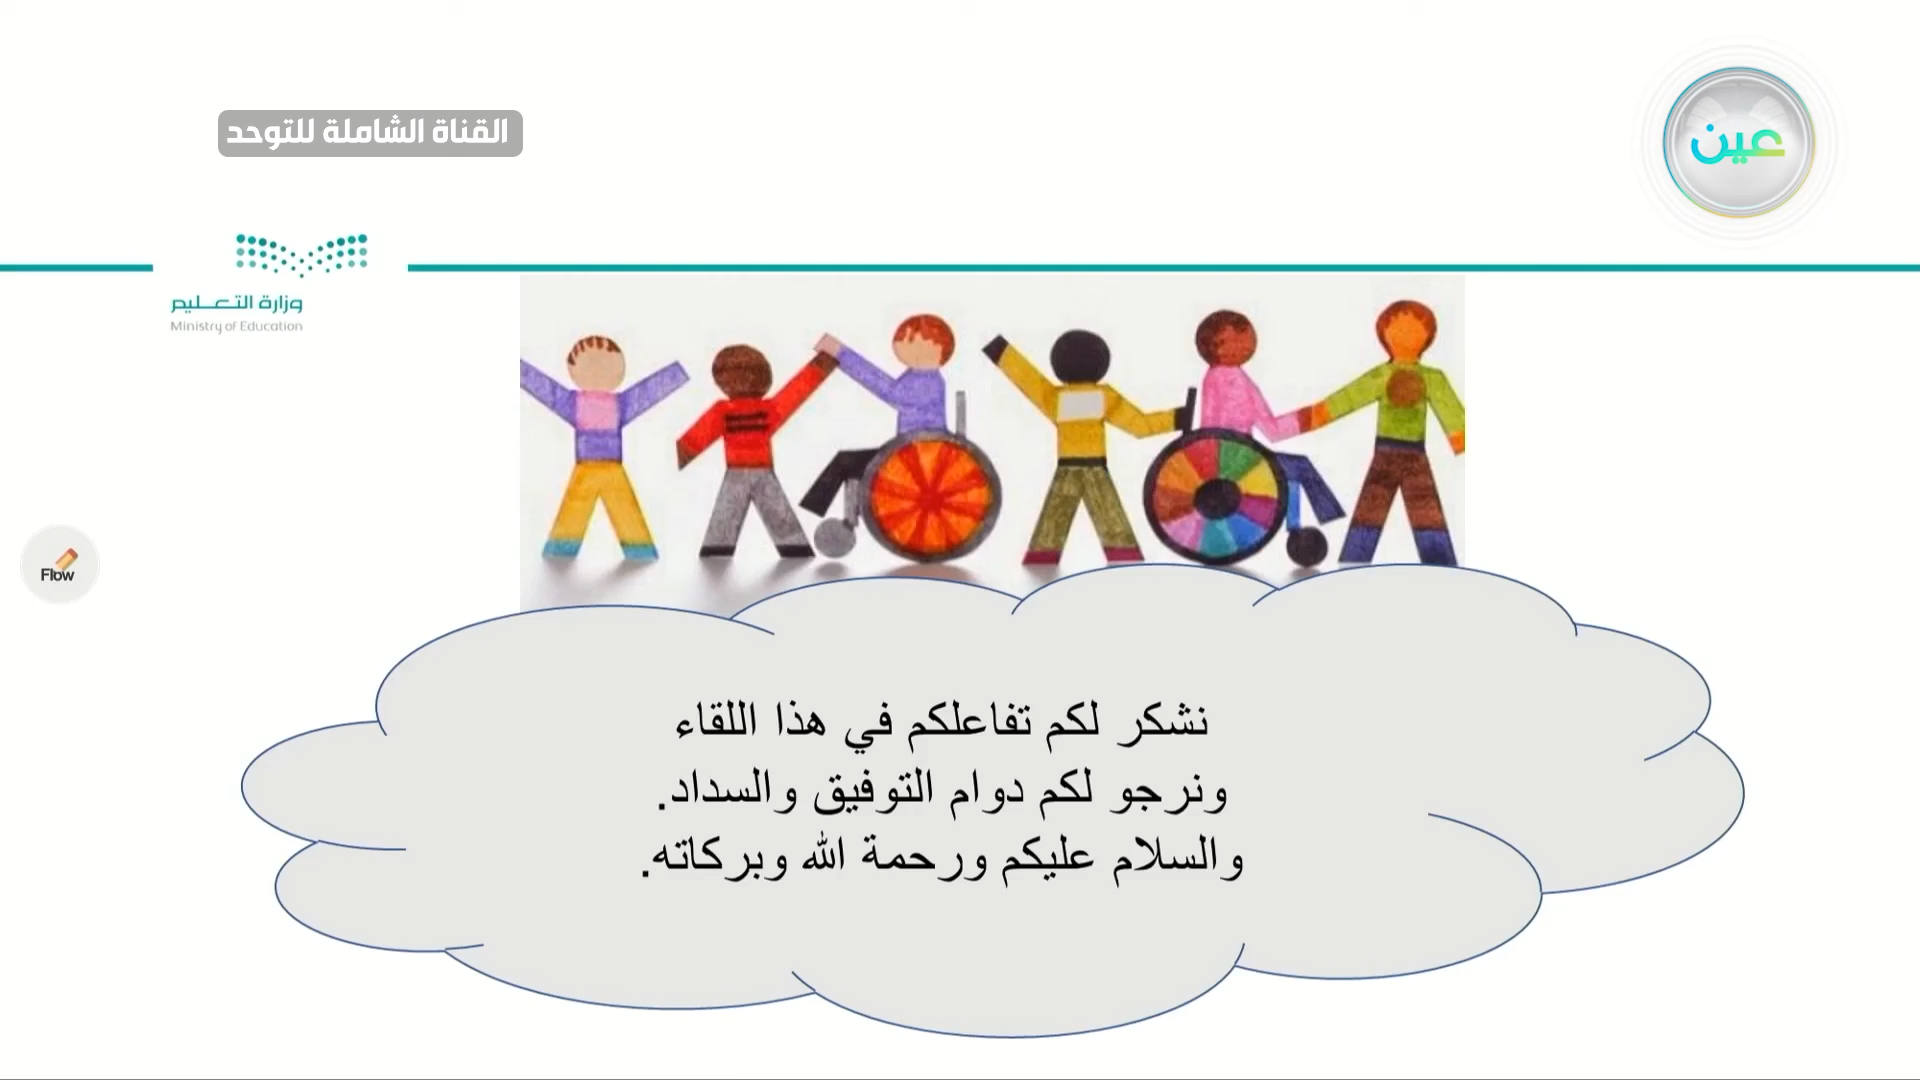 القناة الشاملة للتوحد
عين
وزارة التعليم
Ministry of Education
Flow
نشكر لكم تفاعلكم في هذا اللقاء
ونرجو لكم دوام التوفيق والسداد.
والسلام عليكم ورحمة الله وبركاته.